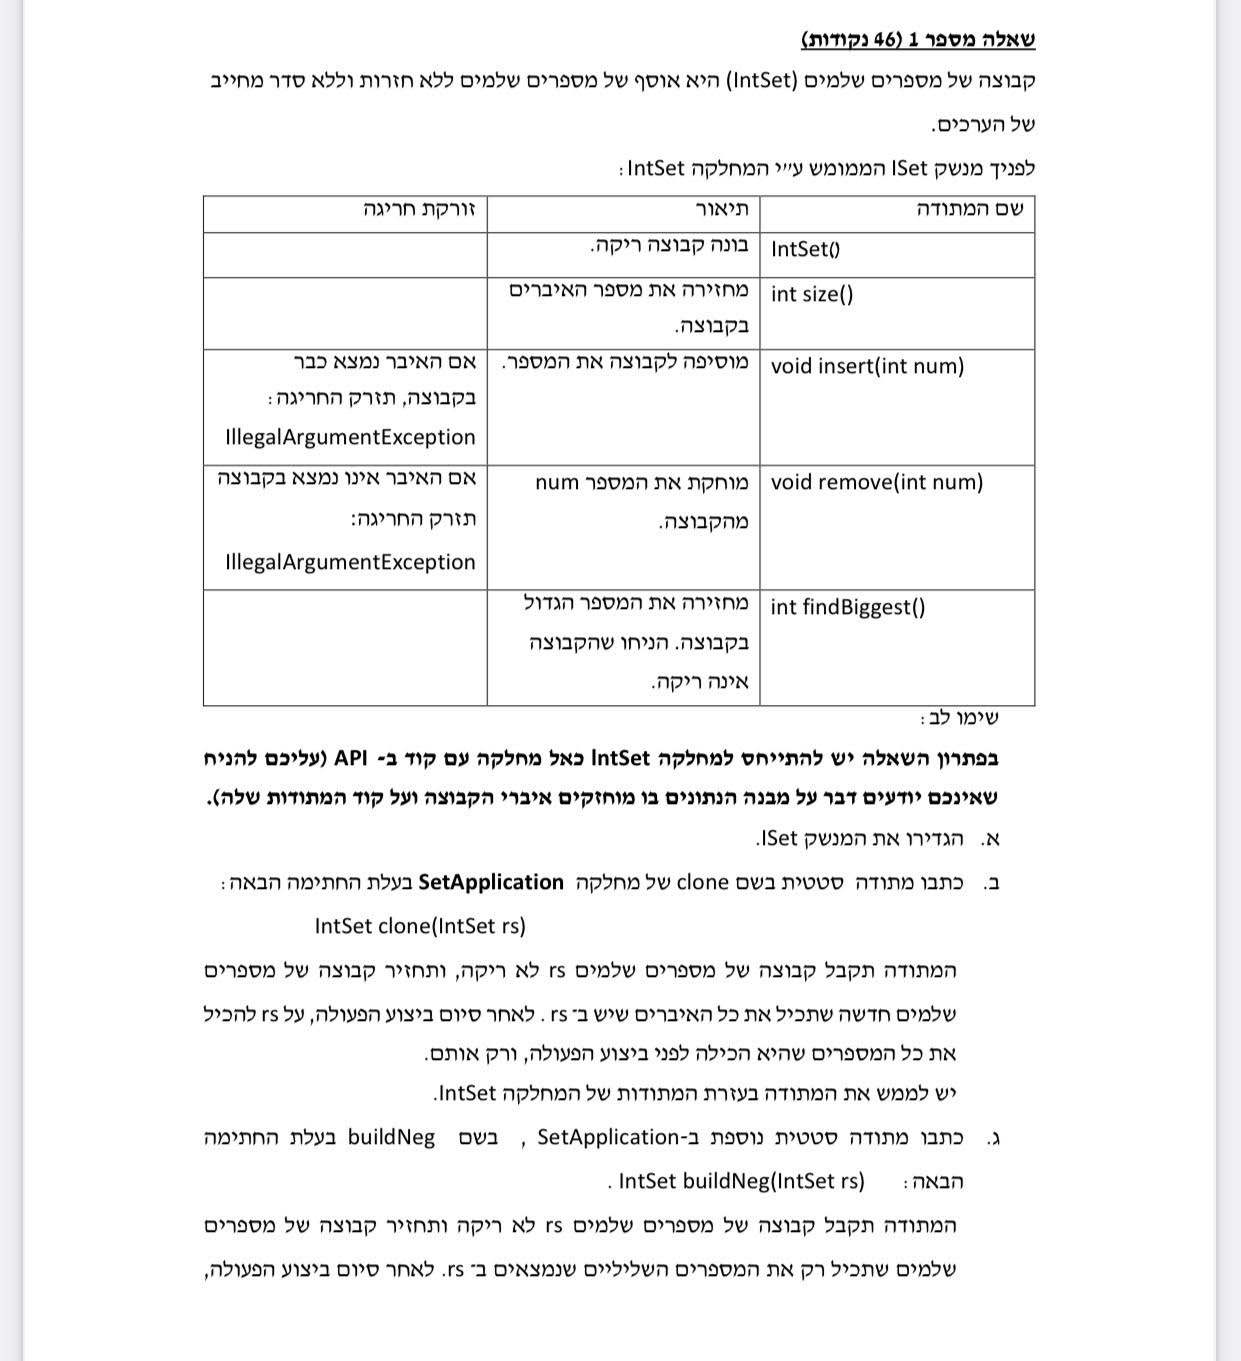 שאלה מספר 1 (46 נקודות)
קבוצה של מספרים שלמים (IntSet) היא אוסף של מספרים שלמים ללא חזרות וללא סדר מחייב
של הערכים.
לפניך מנשק ISet הממומש ע״י המחלקה IntSet:
שם המתודה תיאור זורקת חריגה
IntSet() בונה קבוצה ריקה.
int size() מחזירה את מספר האיברים
בקבוצה.
void insert(int num) מוסיפה לקבוצה את המספר. אם האיבר נמצא כבר
בקבוצה, תזרק החריגה:
IllegalArgumentException
void remove(int num) מוחקת את המספר num אם האיבר אינו נמצא בקבוצה
מהקבוצה. תזרק החריגה:
IllegalArgumentException
int findBiggest() מחזירה את המספר הגדול
בקבוצה. הניחו שהקבוצה
אינה ריקה.
שימו לב:
בפתרון השאלה יש להתייחס למחלקה IntSet כאל מחלקה עם קוד ב- API (עליכם להניח
שאינכם יודעים דבר על מבנה הנתונים בו מוחזקים איברי הקבוצה ועל קוד המתודות שלה).
א. הגדירו את המנשק ISet.
ב. כתבו מתודה סטטית בשם clone של מחלקה SetApplication בעלת החתימה הבאה:
IntSet clone(IntSet rs)
המתודה תקבל קבוצה של מספרים שלמים rs לא ריקה, ותחזיר קבוצה של מספרים
שלמים חדשה שתכיל את כל האיברים שיש ב־ rs . לאחר סיום ביצוע הפעולה, על rs להכיל
את כל המספרים שהיא הכילה לפני ביצוע הפעולה, ורק אותם.
יש לממש את המתודה בעזרת המתודות של המחלקה IntSet.
ג. כתבו מתודה סטטית נוספת ב-SetApplication , בשם buildNeg בעלת החתימה
הבאה: IntSet buildNeg(IntSet rs) .
המתודה תקבל קבוצה של מספרים שלמים rs לא ריקה ותחזיר קבוצה של מספרים
שלמים שתכיל רק את המספרים השליליים שנמצאים ב־ rs. לאחר סיום ביצוע הפעולה,